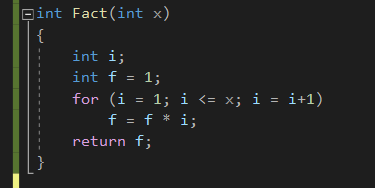 int Fact(int x)
{
    int i;
    int f = 1;
    for (i = 1; i <= x; i = i+1)
        f = f * i;
    return f;
}